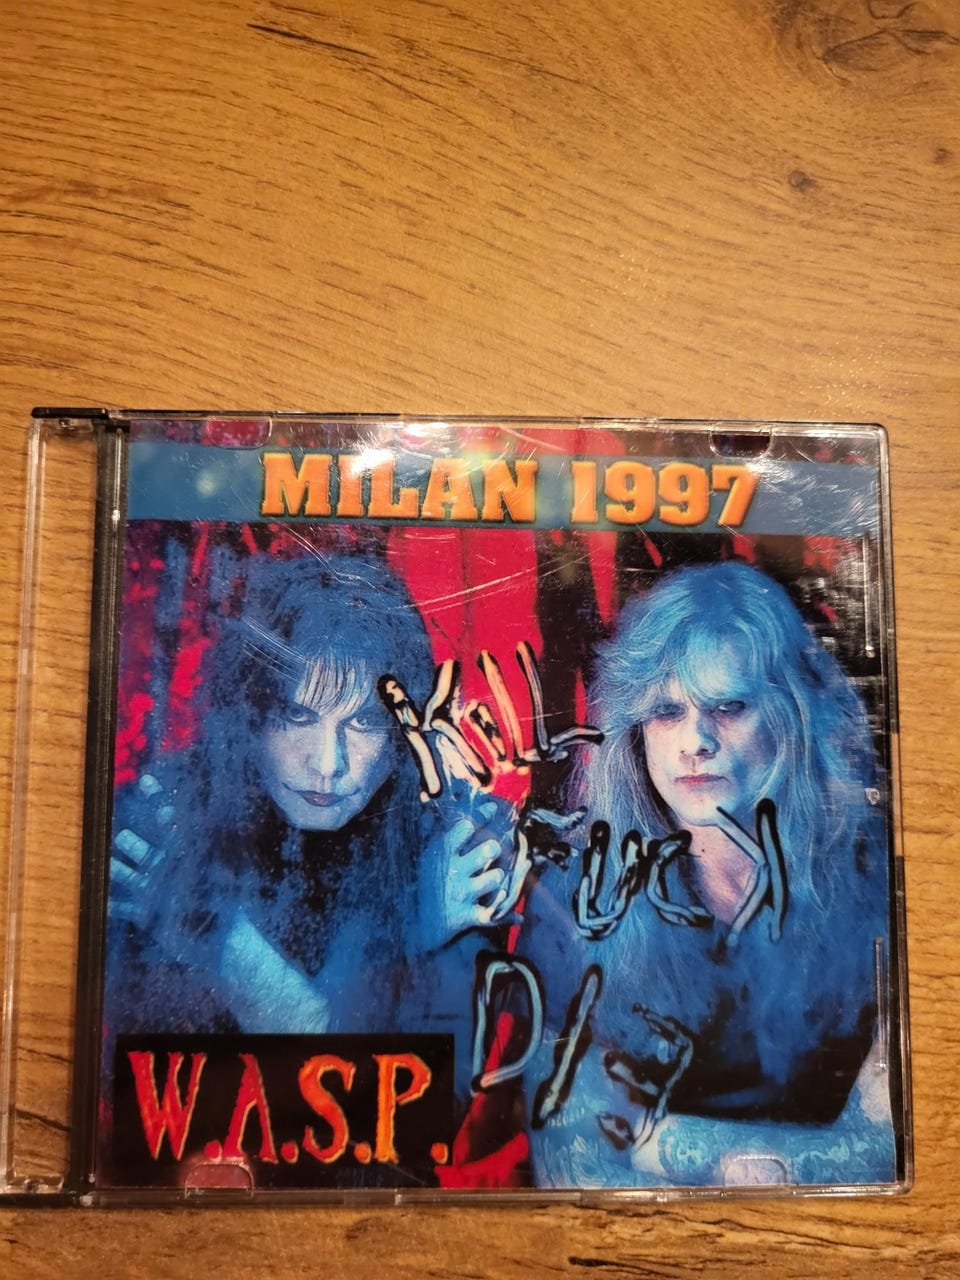 MILAN 1997
KiLL
FUCK
DIE
W.A.S.P.